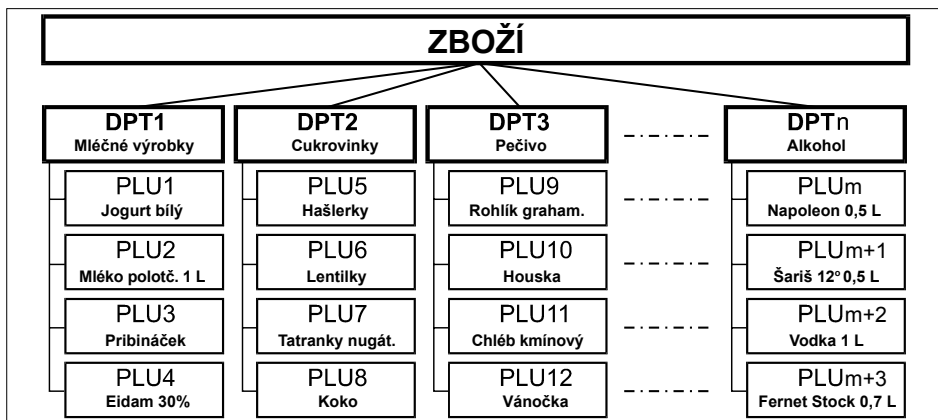 ZBOŽÍ
DPT1
Mléčné výrobky
PLU1
Jogurt bílý
PLU2
Mléko polotč. 1 L
PLU3
Pribináček
PLU4
Eidam 30%
DPT2
Cukrovinky
PLU5
Hašlerky
PLU6
Lentilky
PLU7
Tatranky nugát.
PLU8
Koko
DPT3
Pečivo
PLU9
Rohlík graham.
PLU10
Houska
PLU11
Chléb kmínový
PLU12
Vánočka
DPTn
Alkohol
PLUm
Napoleon 0,5 L
PLUm+1
Šariš 12° 0,5 L
PLUm+2
Vodka 1 L
PLUm+3
Fernet Stock 0,7 L